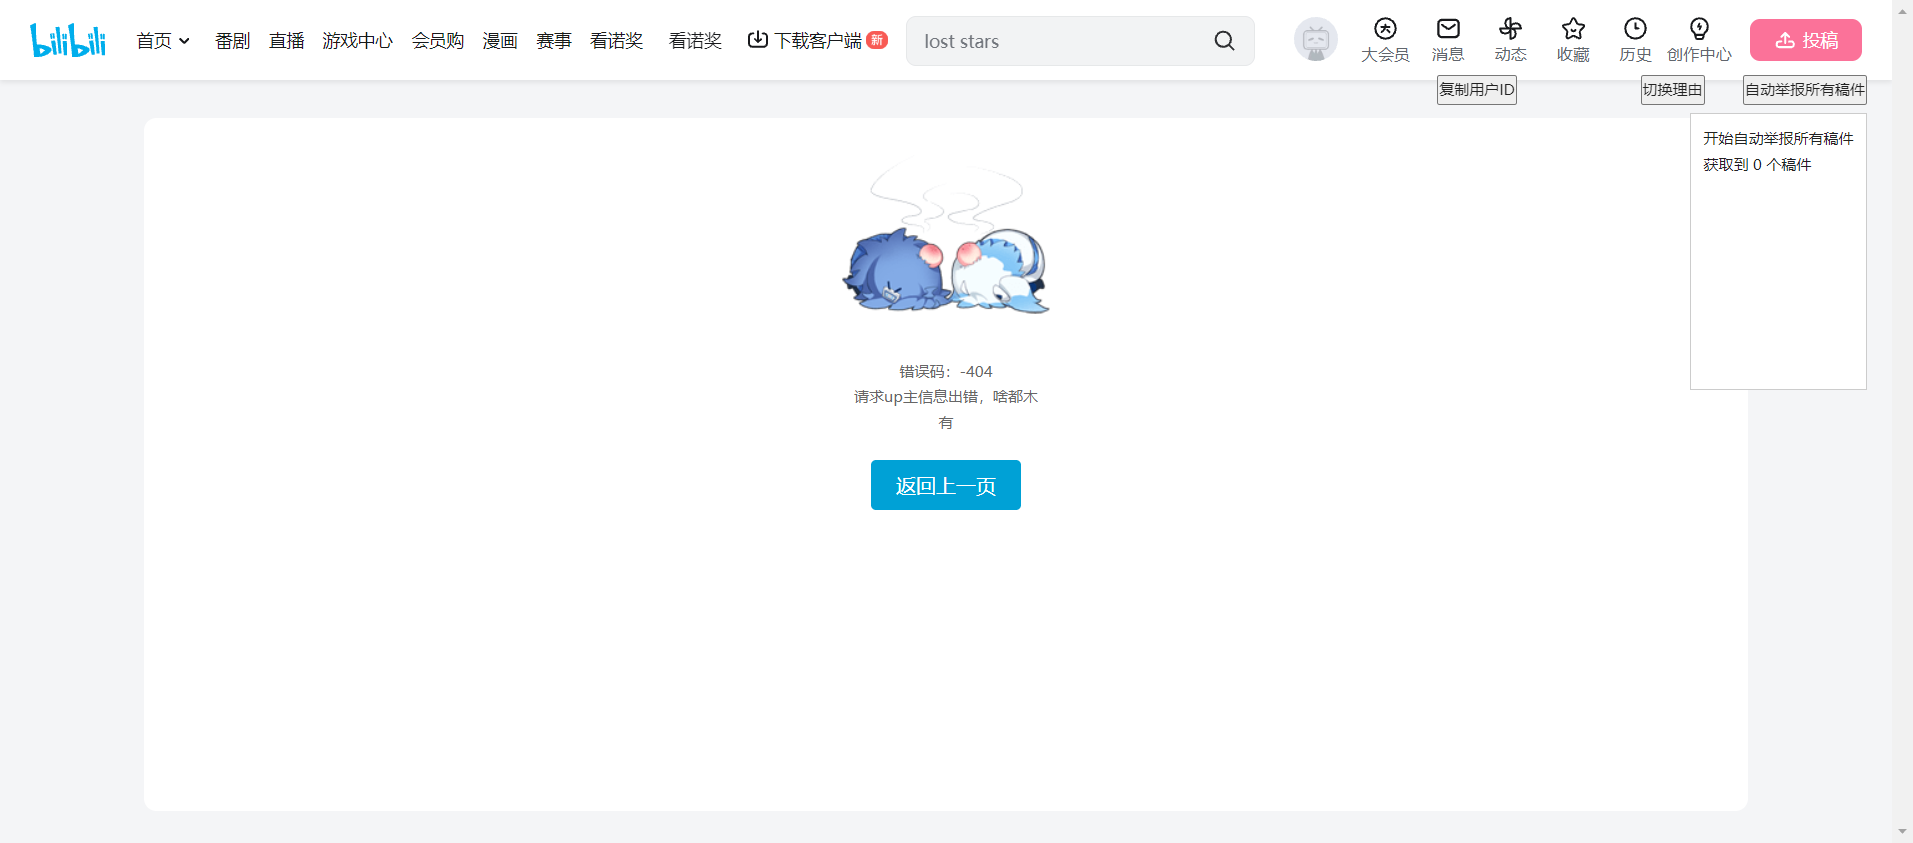 bilibili
首页 番剧 直播 游戏中心 会员购 漫画 赛事 看诺奖 看诺奖 下载客户端 新
lost stars
大会员 消息 动态 收藏 历史 创作中心 投稿
复制用户ID 切换理由 自动举报所有稿件
开始自动举报所有稿件
获取到 0 个稿件
错误码：-404
请求up主信息出错，啥都木
有
返回上一页